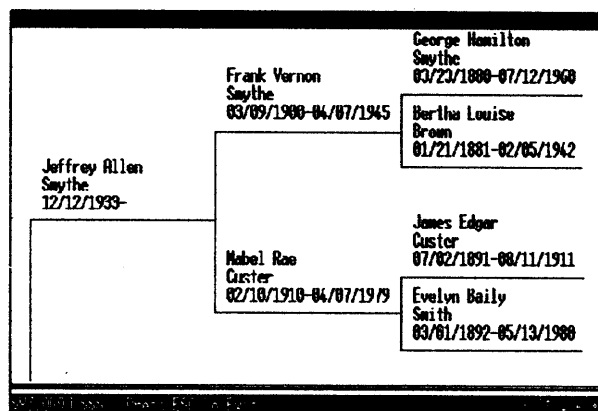 George Hamilton
Smythe
03/23/1880-07/12/1960
Frank Vernon
Smythe
03/09/1900-04/07/1945
Bertha Louise
Brown
01/21/1881-02/05/1942
Jeffrey Allen
Smythe
12/12/1933-
James Edgar
Custer
07/02/1891-08/11/1911
Mabel Rae
Custer
02/10/1910-04/07/1979
Evelyn Baily
Smith
03/01/1892-05/13/1980